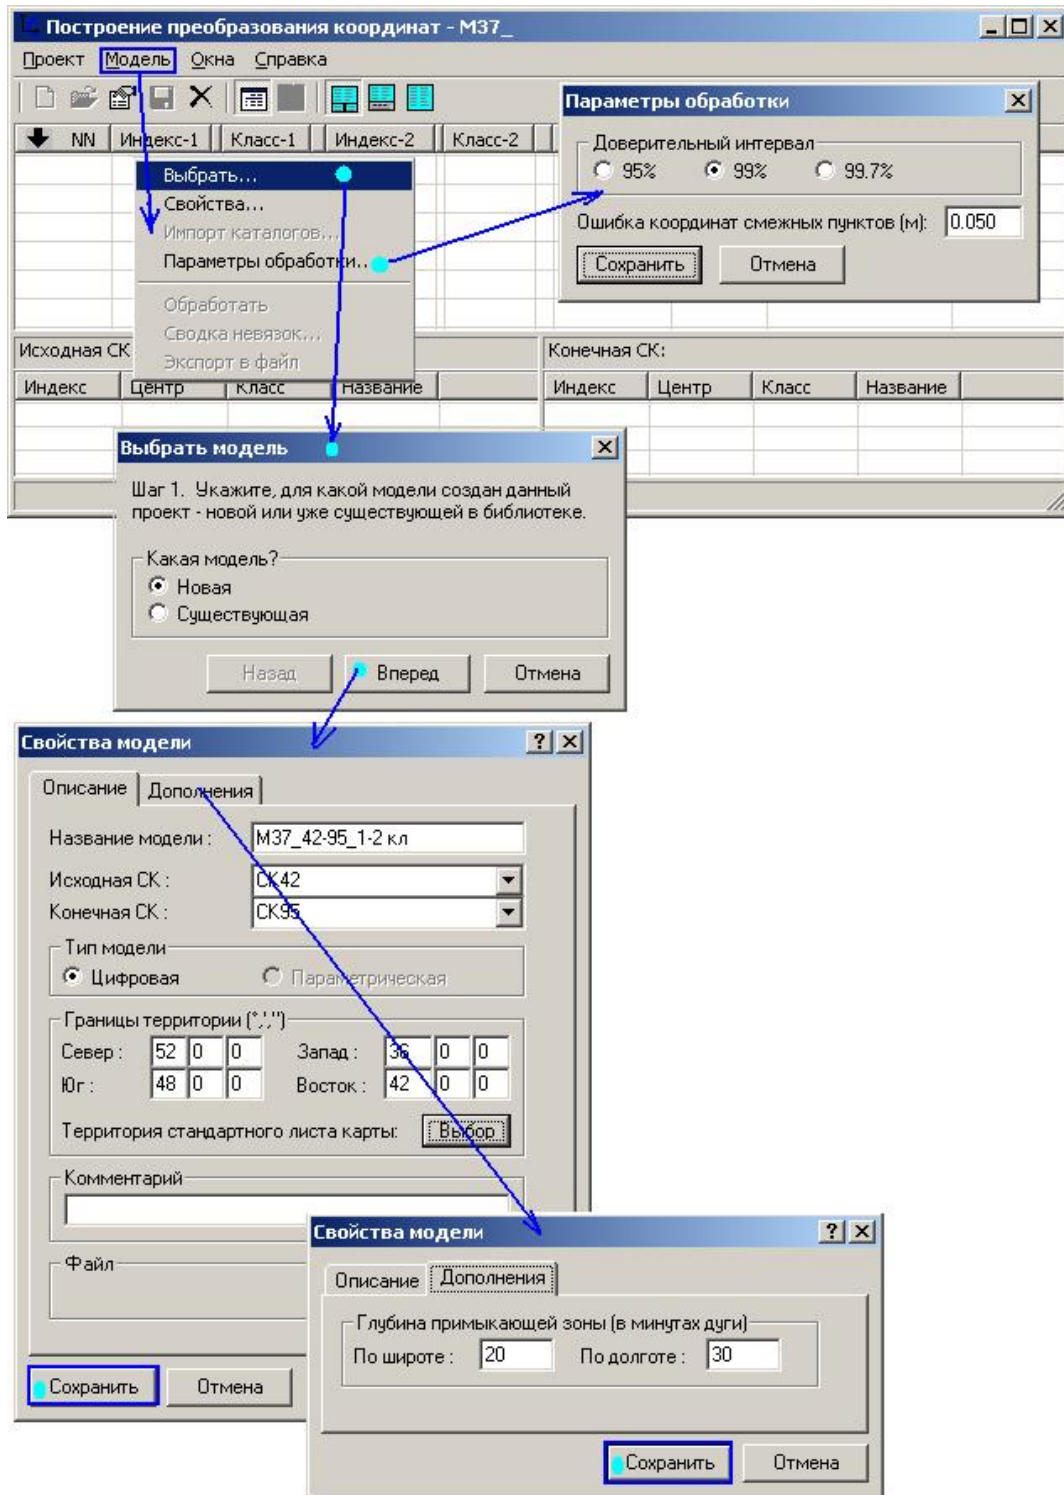 Построение преобразования координат - М37_
Проект Модель Окна Справка
NN Индекс-1 Класс-1 Индекс-2 Класс-2
Выбрать...
Свойства...
Импорт каталогов...
Параметры обработки..
Обработать
Сводка невязок...
Экспорт в файл
Параметры обработки
Доверительный интервал
95% 99% 99.7%
Ошибка координат смежных пунктов (м): 0.050
Сохранить Отмена
Исходная СК
Конечная СК:
Индекс Центр Класс Название
Индекс Центр Класс Название
Выбрать модель
Шаг 1. Укажите, для какой модели создан данный
проект - новой или уже существующей в библиотеке.
Какая модель?
Новая
Существующая
Назад Вперед Отмена
Свойства модели
Описание Дополнения
Название модели : М37_42-95_1-2 кл
Исходная СК : СК42
Конечная СК : СК95
Тип модели
Цифровая Параметрическая
Границы территории (°,',")
Север : 52 0 0 Запад : 36 0 0
Юг : 48 0 0 Восток : 42 0 0
Территория стандартного листа карты: Выбор
Комментарий
Файл
Сохранить Отмена
Свойства модели
Описание Дополнения
Глубина примыкающей зоны (в минутах дуги)
По широте : 20 По долготе : 30
Сохранить Отмена